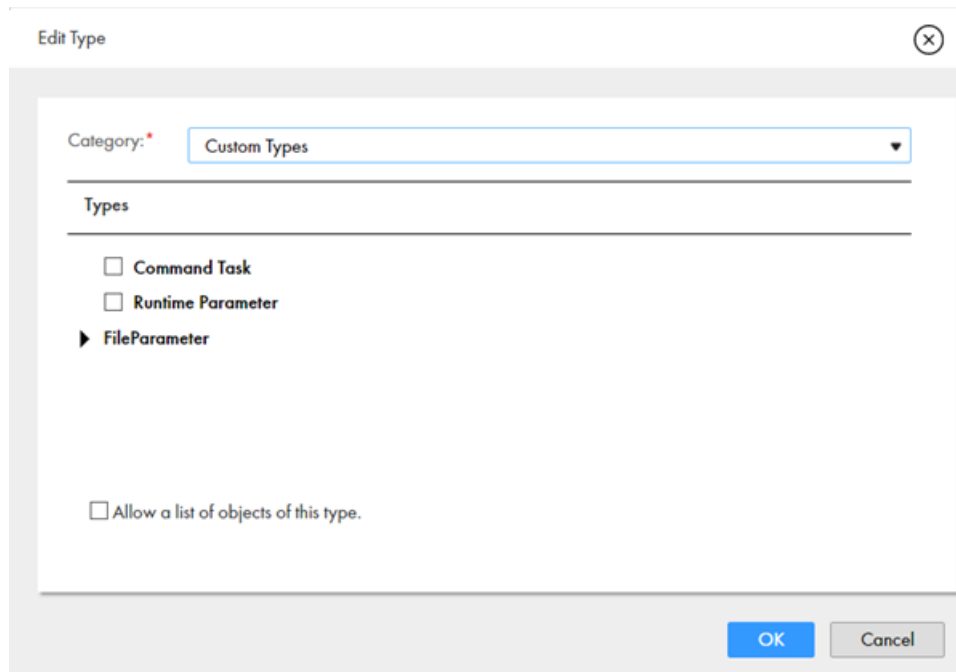 Edit Type
Category:* Custom Types
Types
Command Task
Runtime Parameter
FileParameter
Allow a list of objects of this type.
OK Cancel